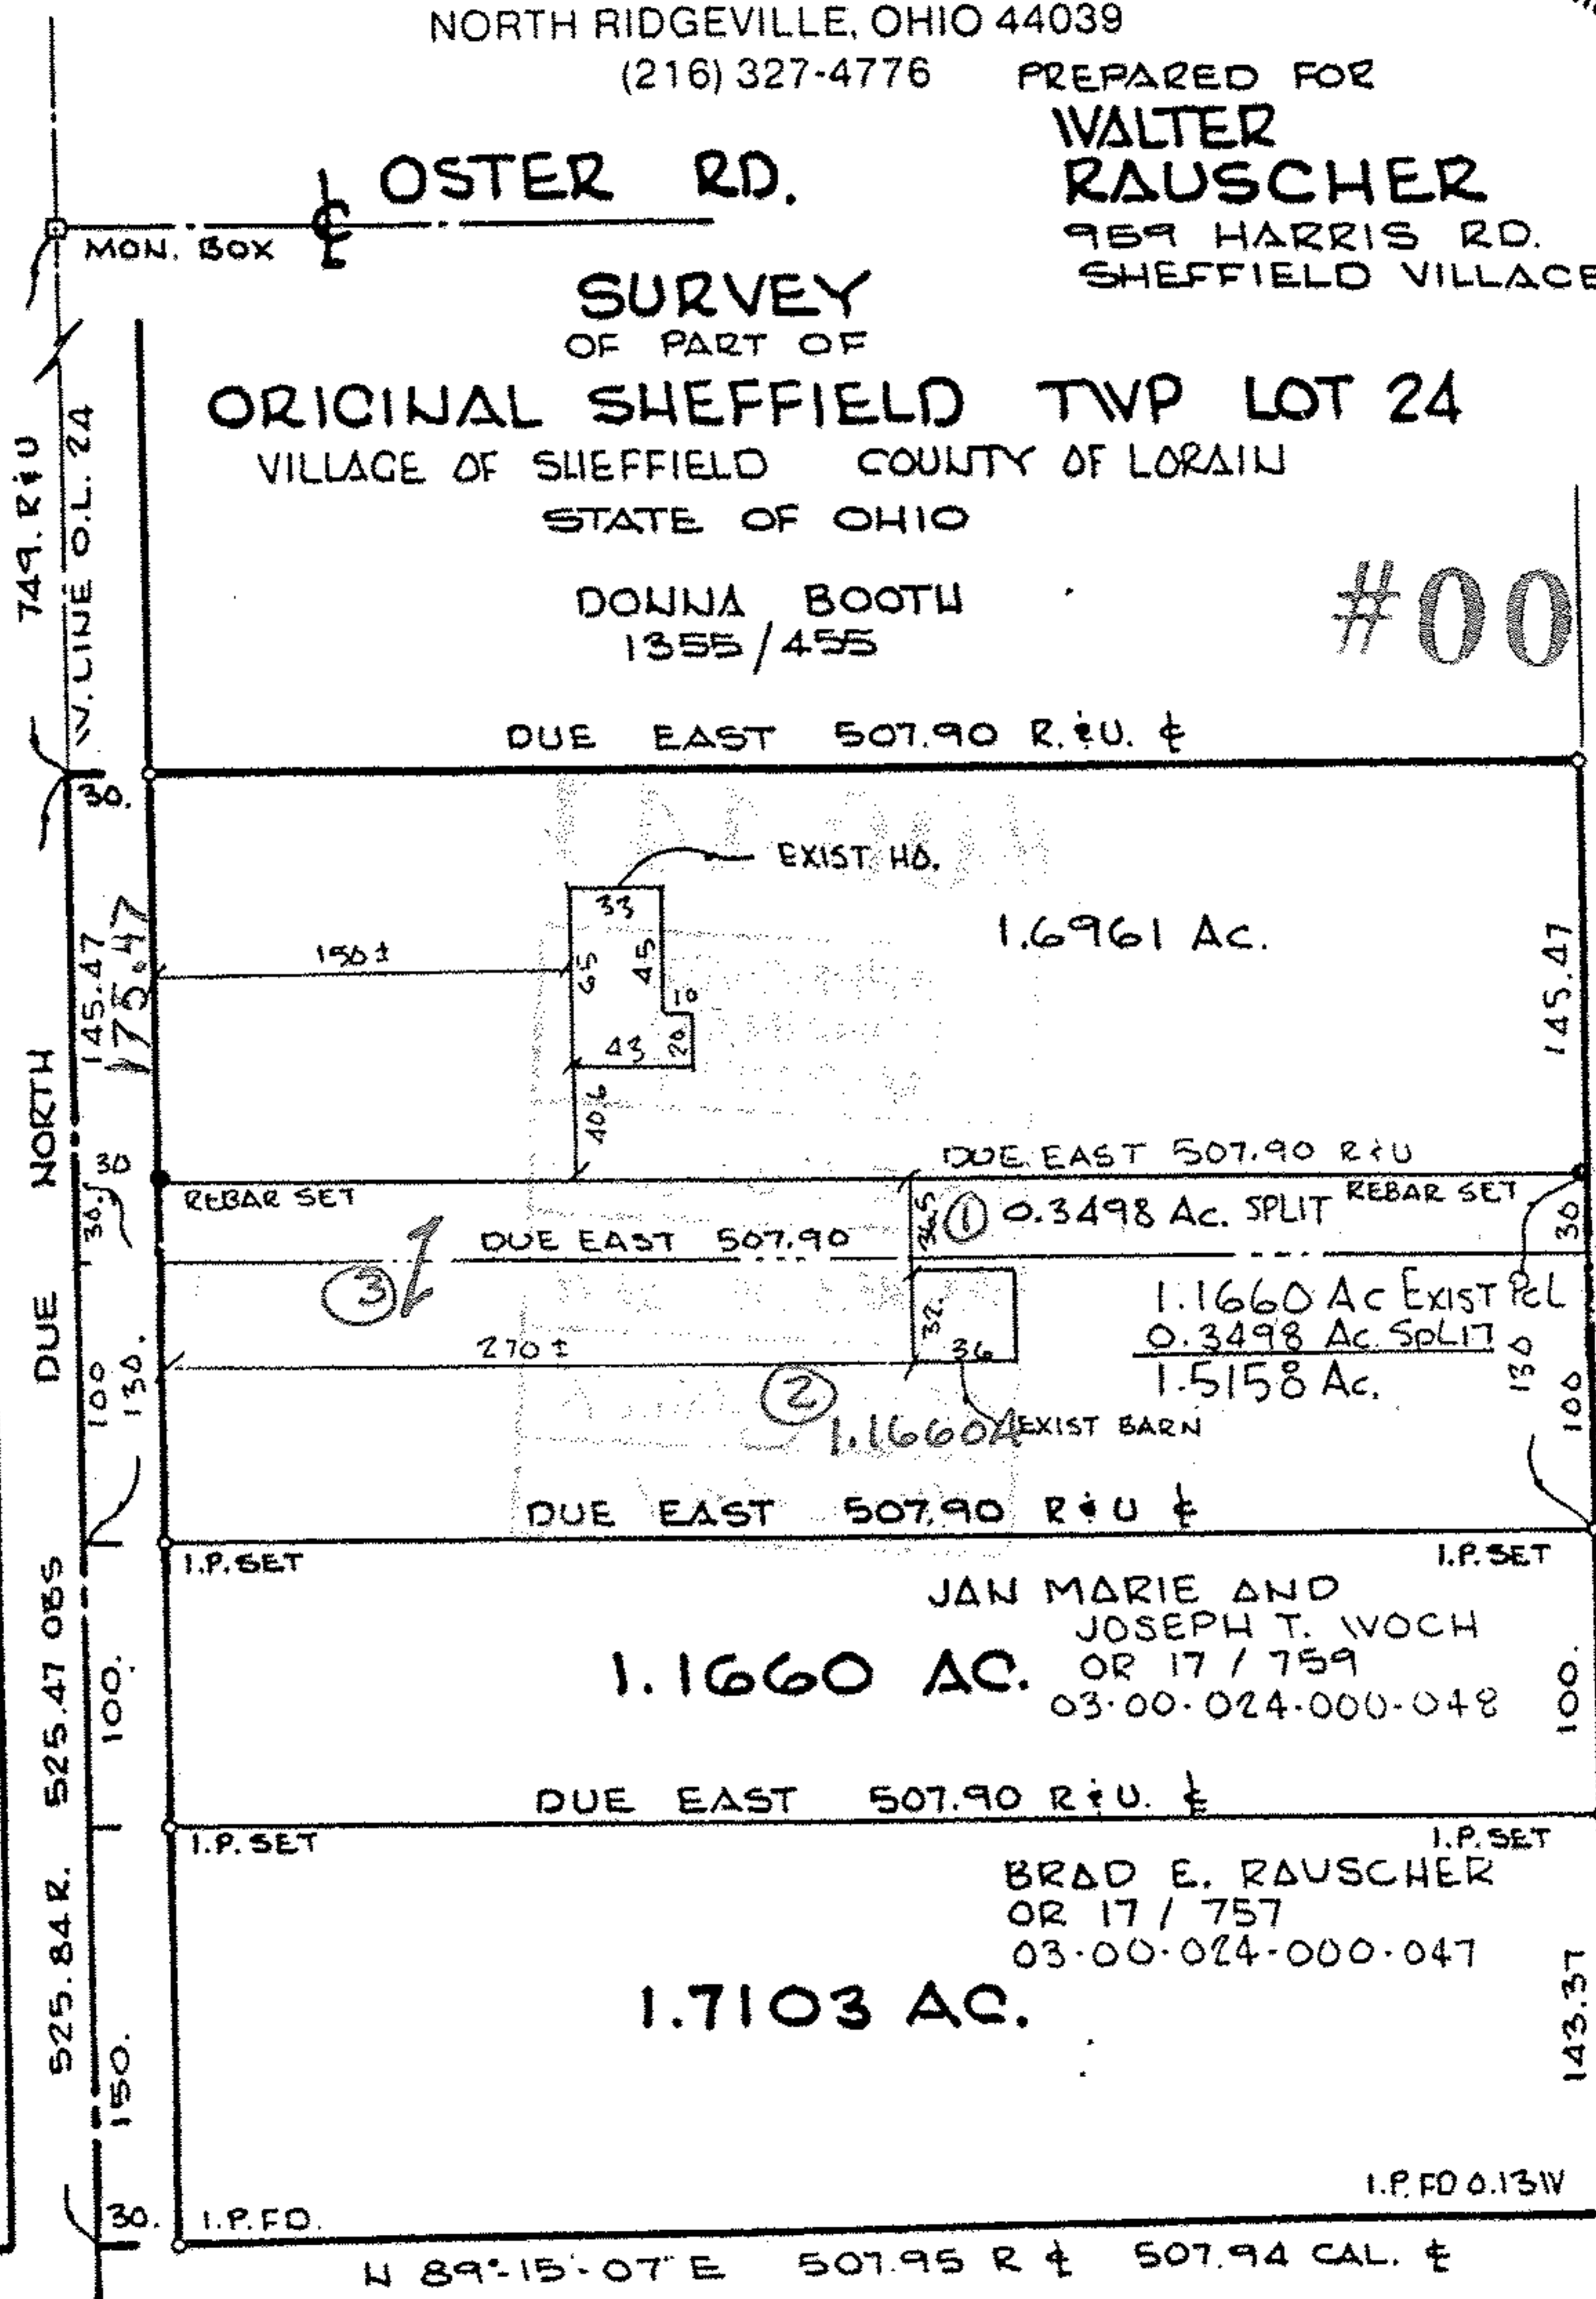 NORTH RIDGEVILLE, OHIO 44039
(216) 327-4776
PREPARED FOR
WALTER
RAUSCHER
959 HARRIS RD.
SHEFFIELD VILLAGE
℄ OSTER RD.
MON. BOX
SURVEY
OF PART OF
ORIGINAL SHEFFIELD TWP LOT 24
VILLAGE OF SHEFFIELD COUNTY OF LORAIN
STATE OF OHIO
749. R&U
W. LINE O.L. 24
DONNA BOOTH
1355/455
#00
DUE EAST 507.90 R.&U. ℄
30.
EXIST. HO.
33
1.6961 AC.
150±
65
45
10
43
20
40.6
145.47
175.47
145.47
DUE NORTH
30
30.
DUE EAST 507.90 R&U
REBAR SET
REBAR SET
36.5
① 0.3498 AC. SPLIT
30
DUE EAST 507.90
③
32.
36
270±
1.1660 AC EXIST PCL
0.3498 AC. SPLIT
1.5158 AC.
100
130.
130
100
②
1.1660A
EXIST BARN
DUE EAST 507.90 R&U ℄
I.P. SET
I.P. SET
JAN MARIE AND
JOSEPH T. WOCH
1.1660 AC.
OR 17 / 759
03-00-024-000-048
525.84 R. 525.47 OBS
100.
100.
DUE EAST 507.90 R&U. ℄
I.P. SET
I.P. SET
BRAD E. RAUSCHER
OR 17 / 757
03-00-024-000-047
1.7103 AC.
150.
143.37
I.P. FD 0.13W
30.
I.P. FD.
N 89°-15'-07" E 507.95 R ℄ 507.94 CAL. ℄